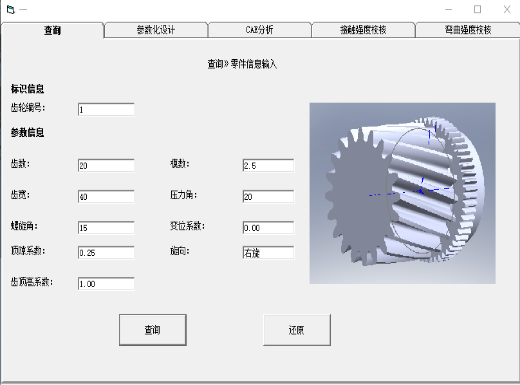 查询 参数化设计 CAE分析 接触强度校核 弯曲强度校核
查询》零件信息输入
标识信息
齿轮编号: 1
参数信息
齿数: 20 模数: 2.5
齿宽: 40 压力角: 20
螺旋角: 15 变位系数: 0.00
顶隙系数: 0.25 旋向: 右旋
齿顶高系数: 1.00
查询 还原